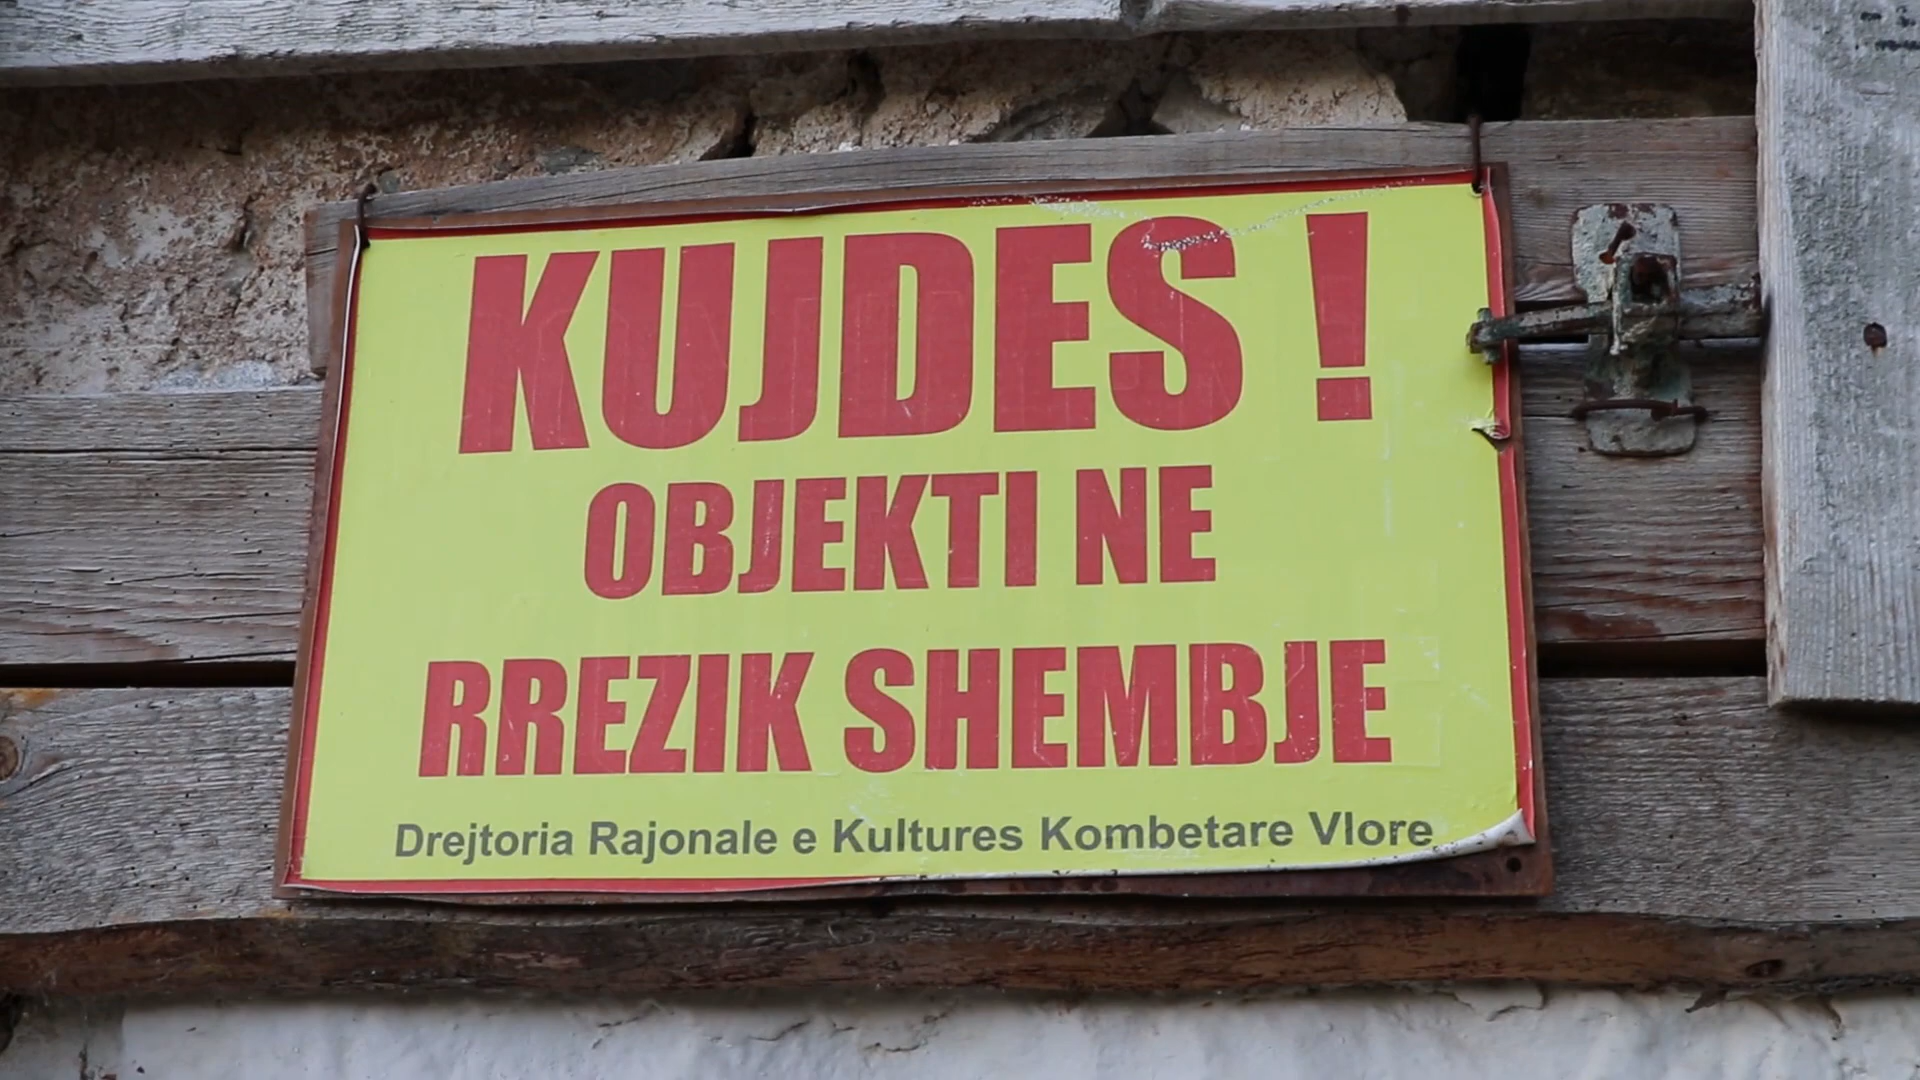 KUJDES !
OBJEKTI NE
RREZIK SHEMBJE
Drejtoria Rajonale e Kultures Kombetare Vlore